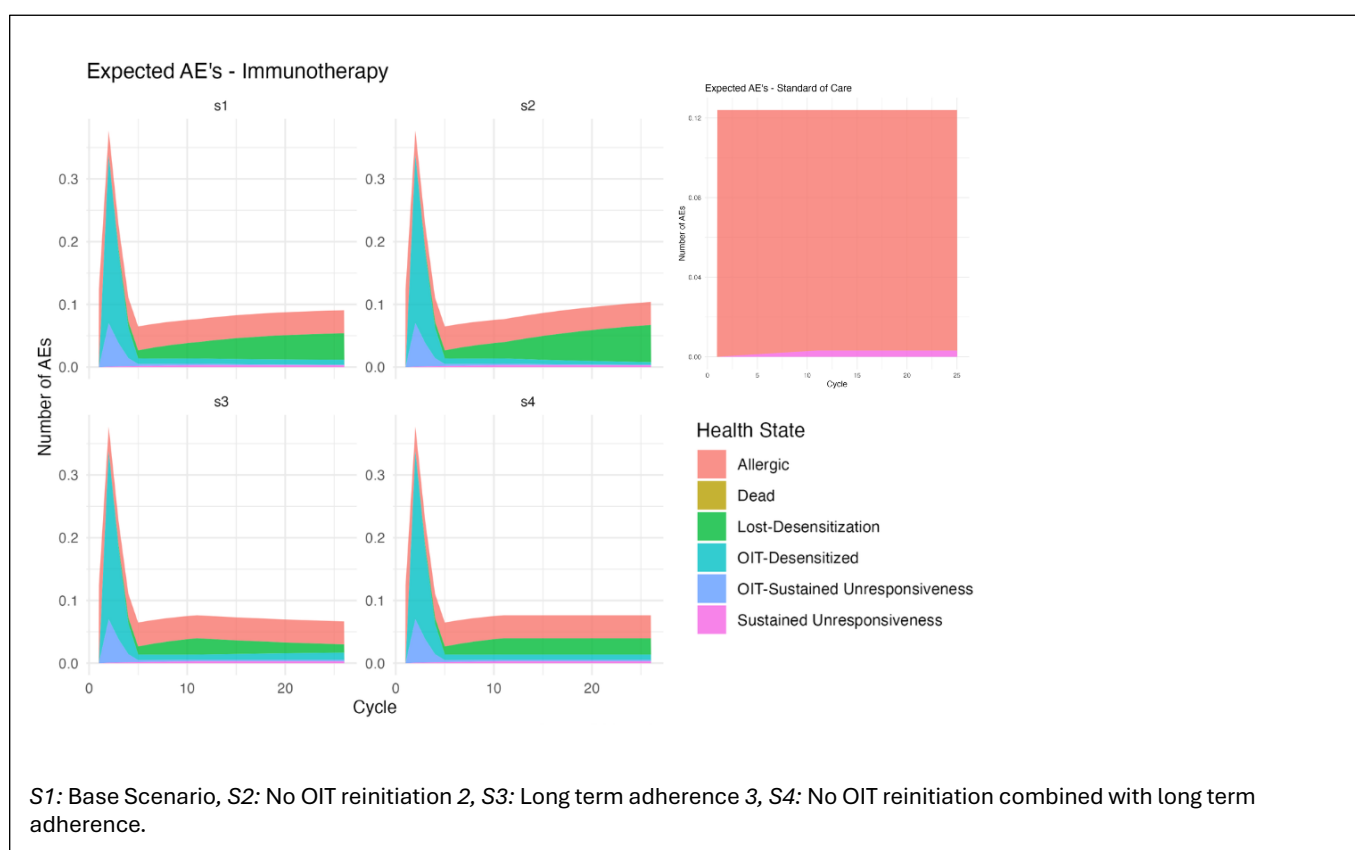 Expected AE's - Immunotherapy
s1
s2
Number of AEs
0.3
0.2
0.1
0.0
s3
s4
0.3
0.2
0.1
0.0
0.3
0.2
0.1
0.0
0.3
0.2
0.1
0.0
0
10
20
0
10
20
Cycle
Expected AE's - Standard of Care
Number of AEs
0.12
0.08
0.04
0.00
0
5
10
15
20
25
Cycle
Health State
Allergic
Dead
Lost-Desensitization
OIT-Desensitized
OIT-Sustained Unresponsiveness
Sustained Unresponsiveness
S1: Base Scenario, S2: No OIT reinitiation 2, S3: Long term adherence 3, S4: No OIT reinitiation combined with long term
adherence.